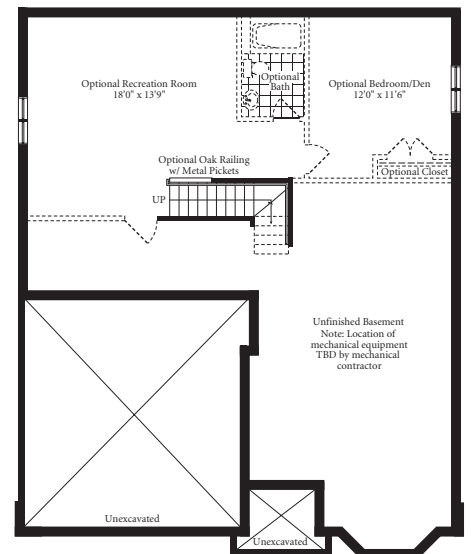 Optional Recreation Room
18'0" x 13'9"
Optional
Bath
Optional Bedroom/Den
12'0" x 11'6"
Optional Oak Railing
w/ Metal Pickets
Optional Closet
UP
Unfinished Basement
Note: Location of
mechanical equipment
TBD by mechanical
contractor
Unexcavated
Unexcavated